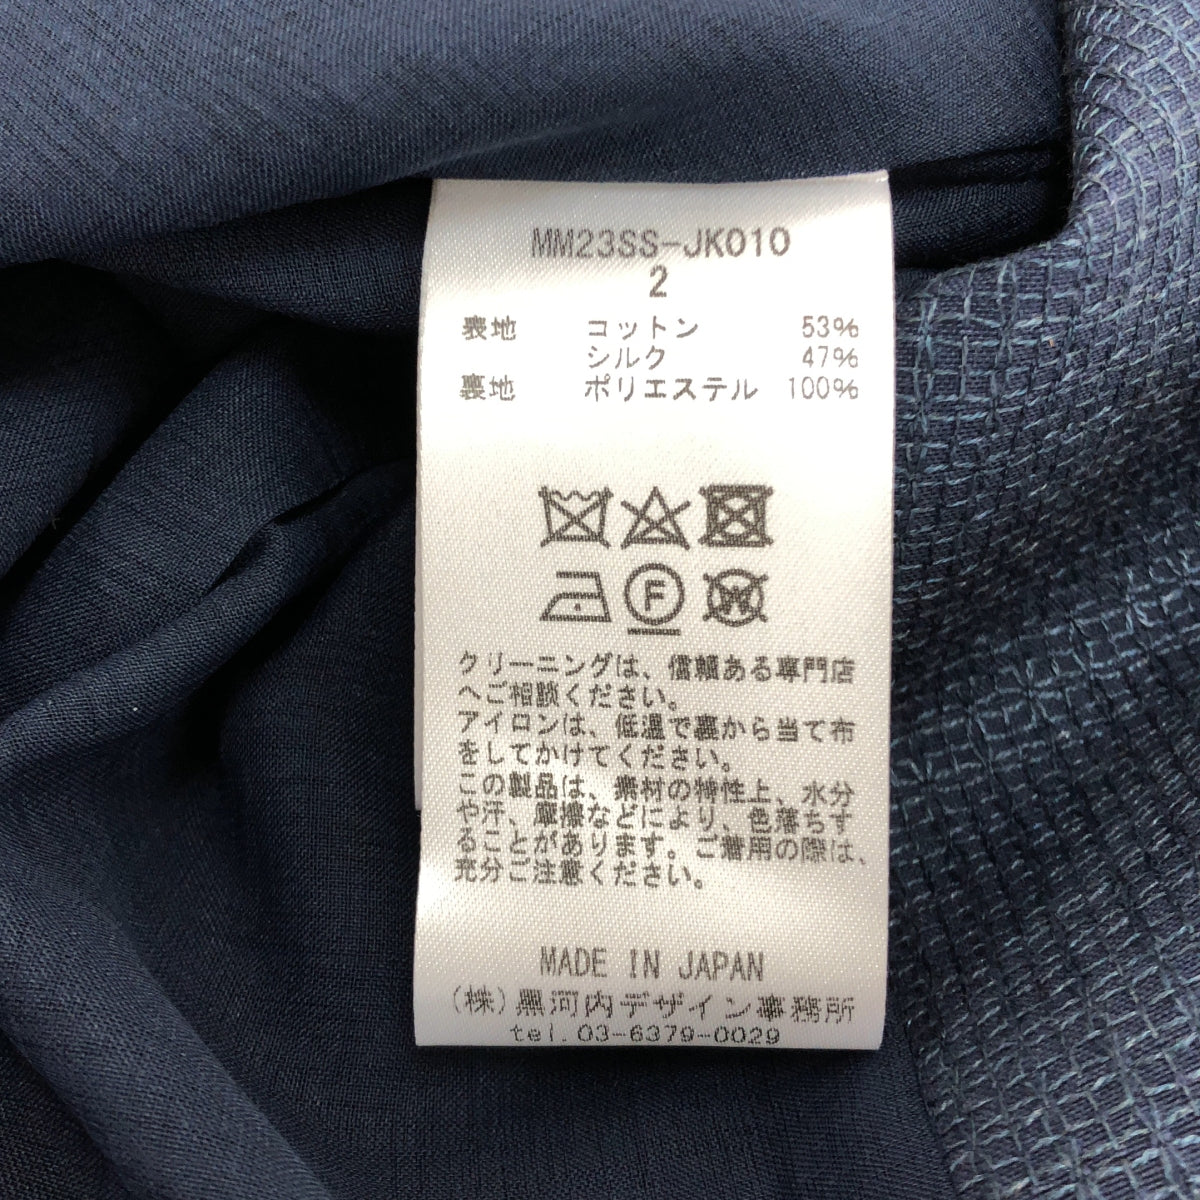 MM23SS-JK010
2
表地 コットン 53%
シルク 47%
裏地 ポリエステル 100%
F
W
クリーニングは、信頼ある専門店
へご相談ください。
アイロンは、低温で裏から当て布
をしてかけてください。
この製品は、素材の特性上、水分
や汗、摩擦などにより、色落ちす
ることがあります。ご着用の際は、
充分ご注意ください。
MADE IN JAPAN
(株)黒河内デザイン事務所
tel.03-6379-0029